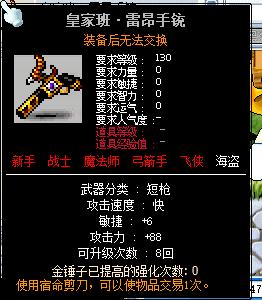 皇家班·雷昂手铳
装备后无法交换
要求等级： 130
要求力量： 0
要求敏捷： 0
要求智力： 0
要求运气： 0
要求人气度： -
道具等级： -
道具经验值： -
新手 战士 魔法师 弓箭手 飞侠 海盗
武器分类 ： 短枪
攻击速度 ： 快
敏捷 ： +6
攻击力 ： +88
可升级次数 ： 8回
金锤子已提高的强化次数： 0
使用宿命剪刀，可以使物品交易1次。
47